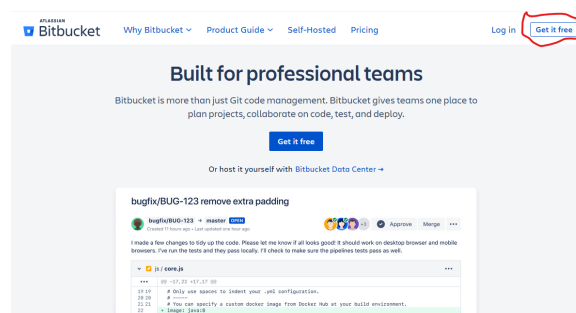 ATLASSIAN
Bitbucket
Why Bitbucket Product Guide Self-Hosted Pricing Log in Get it free
Built for professional teams
Bitbucket is more than just Git code management. Bitbucket gives teams one place to
plan projects, collaborate on code, test, and deploy.
Get it free
Or host it yourself with Bitbucket Data Center →
bugfix/BUG-123 remove extra padding
bugfix/BUG-123 → master OPEN
Created 11 hours ago • Last updated one hour ago
+3 Approve Merge •••
I made a few changes to tidy up the code. Please let me know if all looks good! It should work on desktop browser and mobile
browsers. I've run the tests and they pass locally. I'll check to make sure the pipelines tests pass as well.
js / core.js •••
••• @@ -17,22 +17,37 @@
19 19 # Only use spaces to indent your .yml configuration.
20 20 # -----
21 21 # You can specify a custom docker image from Docker Hub at your build environment.
22 + image: java:8